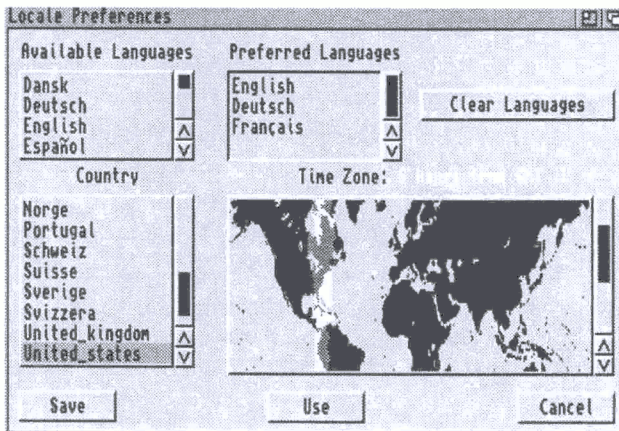 Locale Preferences
Available Languages
Dansk
Deutsch
English
Español
Preferred Languages
English
Deutsch
Français
Clear Languages
Country
Norge
Portugal
Schweiz
Suisse
Sverige
Svizzera
United_kingdom
United_states
Time Zone:
Save
Use
Cancel